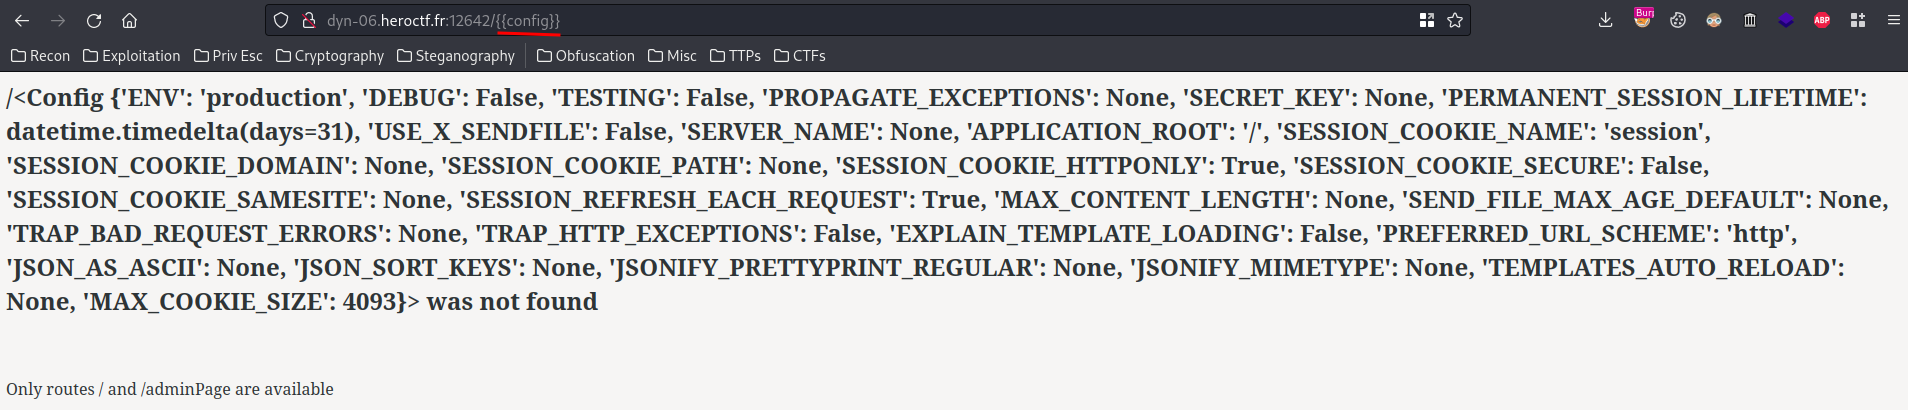 dyn-06.heroctf.fr:12642/{{config}}
Burp
ABP
Recon Exploitation Priv Esc Cryptography Steganography Obfuscation Misc TTPs CTFs
/<Config {'ENV': 'production', 'DEBUG': False, 'TESTING': False, 'PROPAGATE_EXCEPTIONS': None, 'SECRET_KEY': None, 'PERMANENT_SESSION_LIFETIME':
datetime.timedelta(days=31), 'USE_X_SENDFILE': False, 'SERVER_NAME': None, 'APPLICATION_ROOT': '/', 'SESSION_COOKIE_NAME': 'session',
'SESSION_COOKIE_DOMAIN': None, 'SESSION_COOKIE_PATH': None, 'SESSION_COOKIE_HTTPONLY': True, 'SESSION_COOKIE_SECURE': False,
'SESSION_COOKIE_SAMESITE': None, 'SESSION_REFRESH_EACH_REQUEST': True, 'MAX_CONTENT_LENGTH': None, 'SEND_FILE_MAX_AGE_DEFAULT': None,
'TRAP_BAD_REQUEST_ERRORS': None, 'TRAP_HTTP_EXCEPTIONS': False, 'EXPLAIN_TEMPLATE_LOADING': False, 'PREFERRED_URL_SCHEME': 'http',
'JSON_AS_ASCII': None, 'JSON_SORT_KEYS': None, 'JSONIFY_PRETTYPRINT_REGULAR': None, 'JSONIFY_MIMETYPE': None, 'TEMPLATES_AUTO_RELOAD':
None, 'MAX_COOKIE_SIZE': 4093}> was not found
Only routes / and /adminPage are available